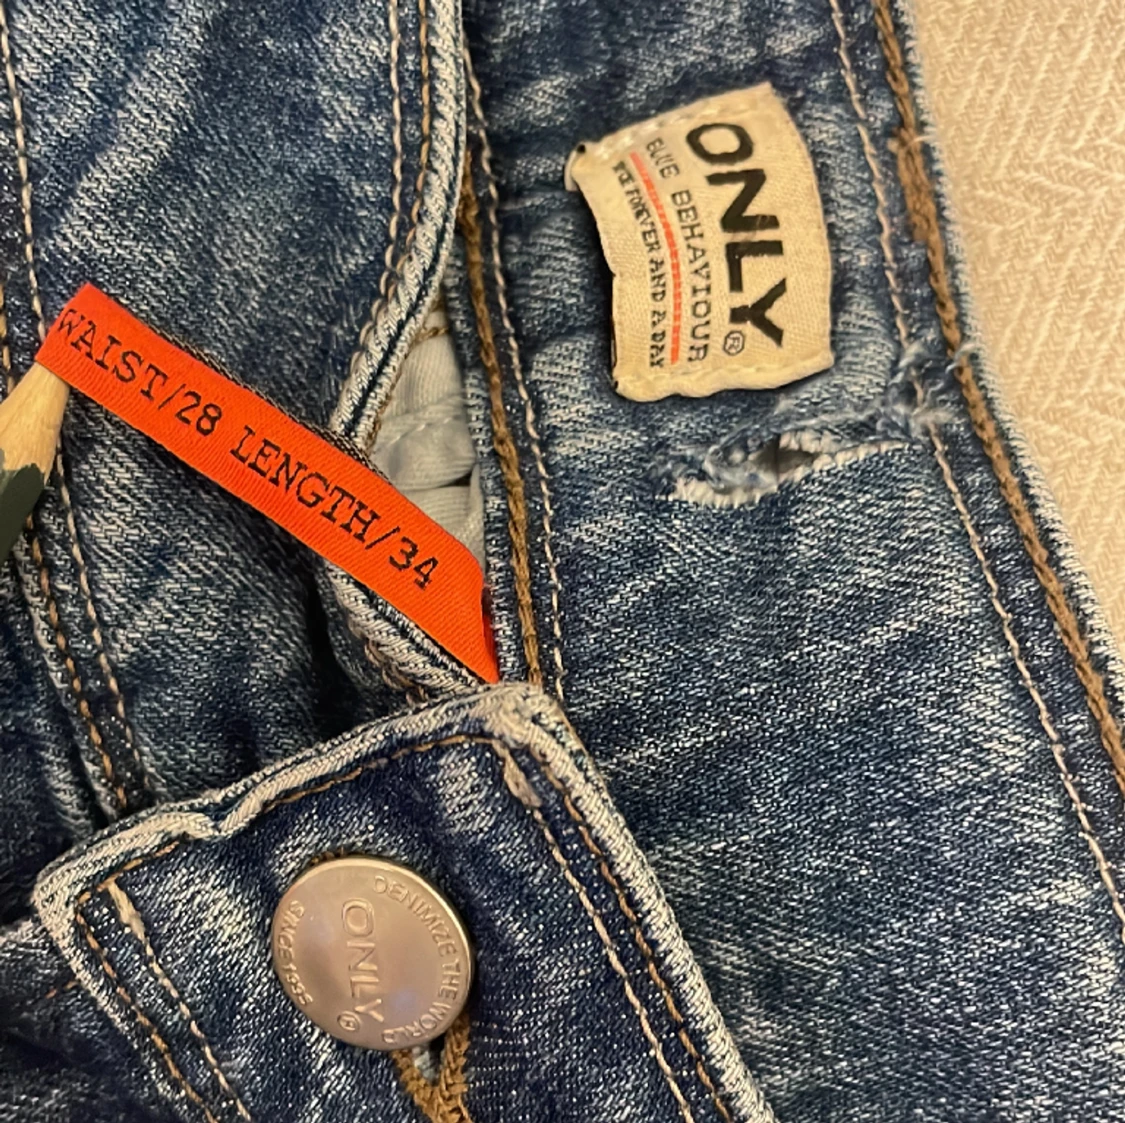 ONLY®
BLUE BEHAVIOUR
FOREVER AND A DAY
WAIST/28 LENGTH/34
DENIMIZE THE WORLD
ONLY®
SINCE 1995